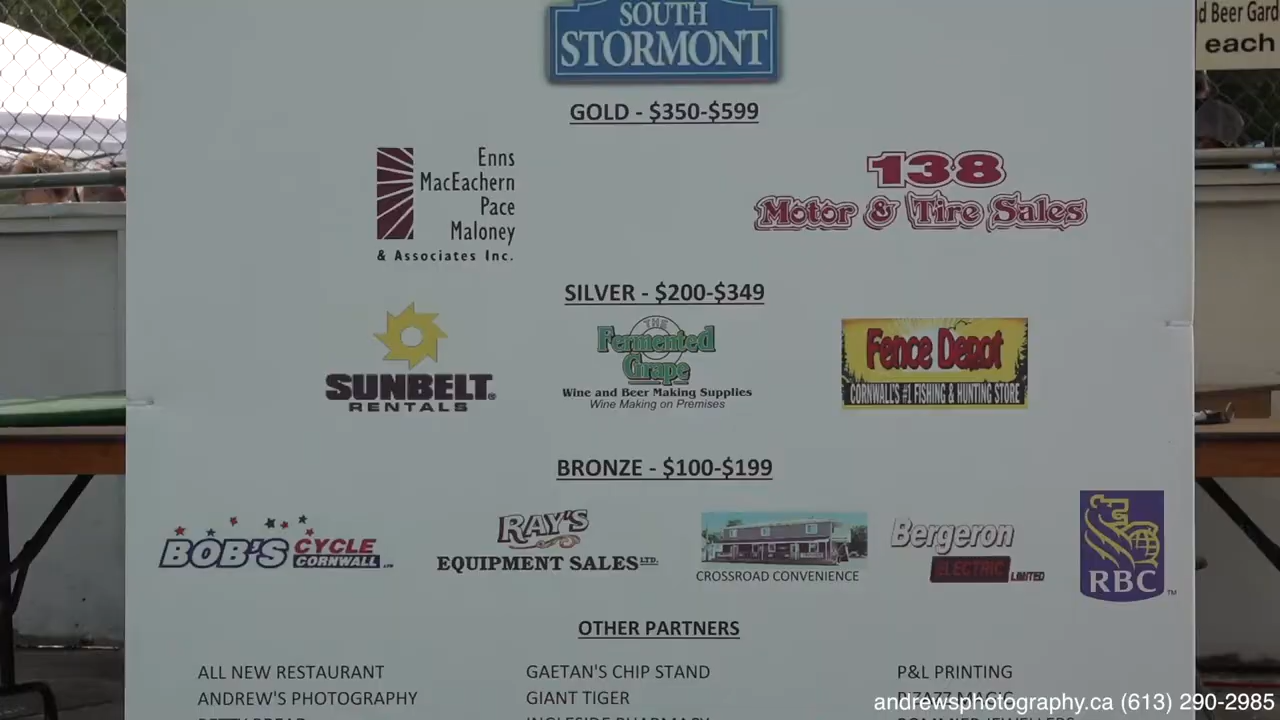 SOUTH
STORMONT
d Beer Gard
each
GOLD - $350-$599
Enns
MacEachern
Pace
Maloney
& Associates Inc.
138
Motor & Tire Sales
SILVER - $200-$349
SUNBELT®
RENTALS
THE
Fermented
Grape
Wine and Beer Making Supplies
Wine Making on Premises
Fence Depot
CORNWALL'S #1 FISHING & HUNTING STORE
BRONZE - $100-$199
BOB'S CYCLE
CORNWALL LTD
RAY'S
EQUIPMENT SALES LTD.
CROSSROAD CONVENIENCE
Bergeron
ELECTRIC LIMITED
RBC
TM
OTHER PARTNERS
ALL NEW RESTAURANT
GAETAN'S CHIP STAND
P&L PRINTING
ANDREW'S PHOTOGRAPHY
GIANT TIGER
andrewsphotography.ca (613) 290-2985